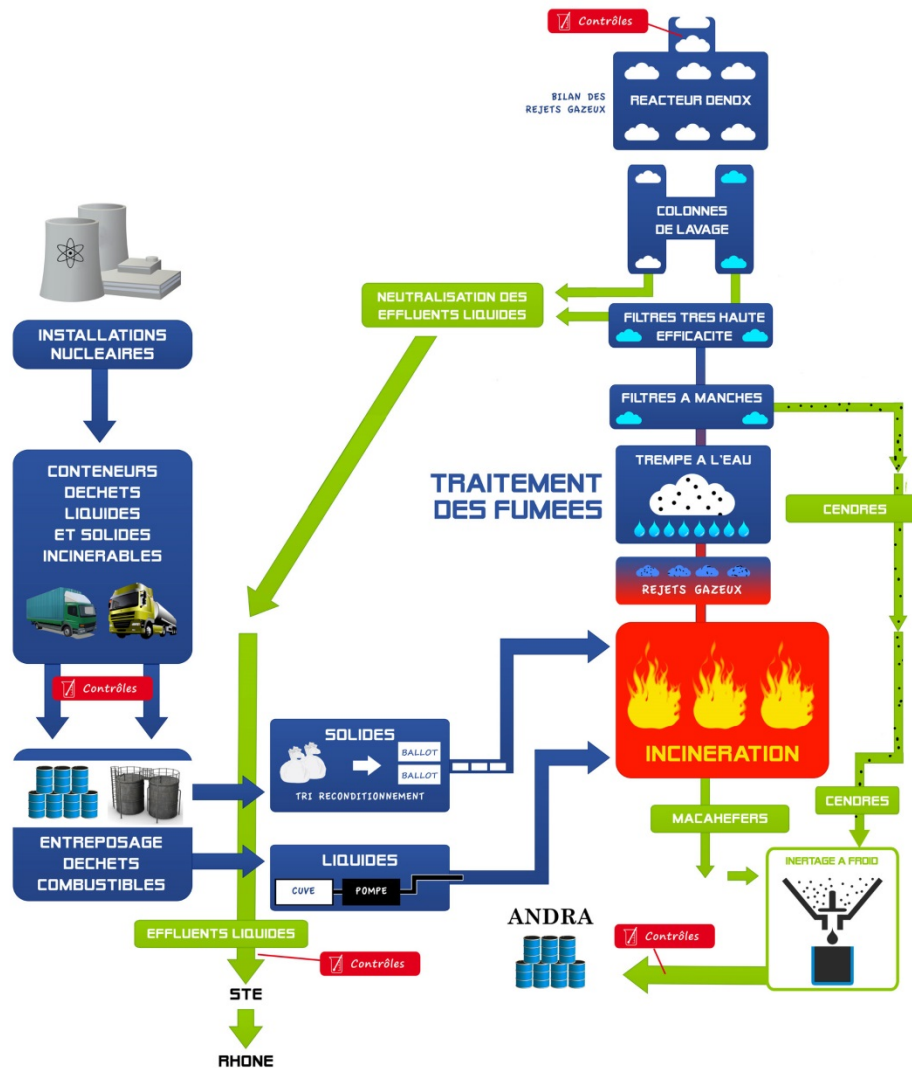 Contrôles
BILAN DES
REJETS GAZEUX
REACTEUR DENOX
COLONNES
DE LAVAGE
NEUTRALISATION DES
EFFLUENTS LIQUIDES
FILTRES TRES HAUTE
EFFICACITE
INSTALLATIONS
NUCLEAIRES
FILTRES A MANCHES
CONTENEURS
DECHETS
LIQUIDES
ET SOLIDES
INCINERABLES
TRAITEMENT
DES FUMEES
TREMPE A L'EAU
CENDRES
REJETS GAZEUX
Contrôles
SOLIDES
BALLOT
BALLOT
TRI RECONDITIONNEMENT
INCINERATION
ENTREPOSAGE
DECHETS
COMBUSTIBLES
LIQUIDES
CUVE
POMPE
MACAHEFERS
CENDRES
INERTAGE A FROID
EFFLUENTS LIQUIDES
Contrôles
ANDRA
Contrôles
STE
RHONE